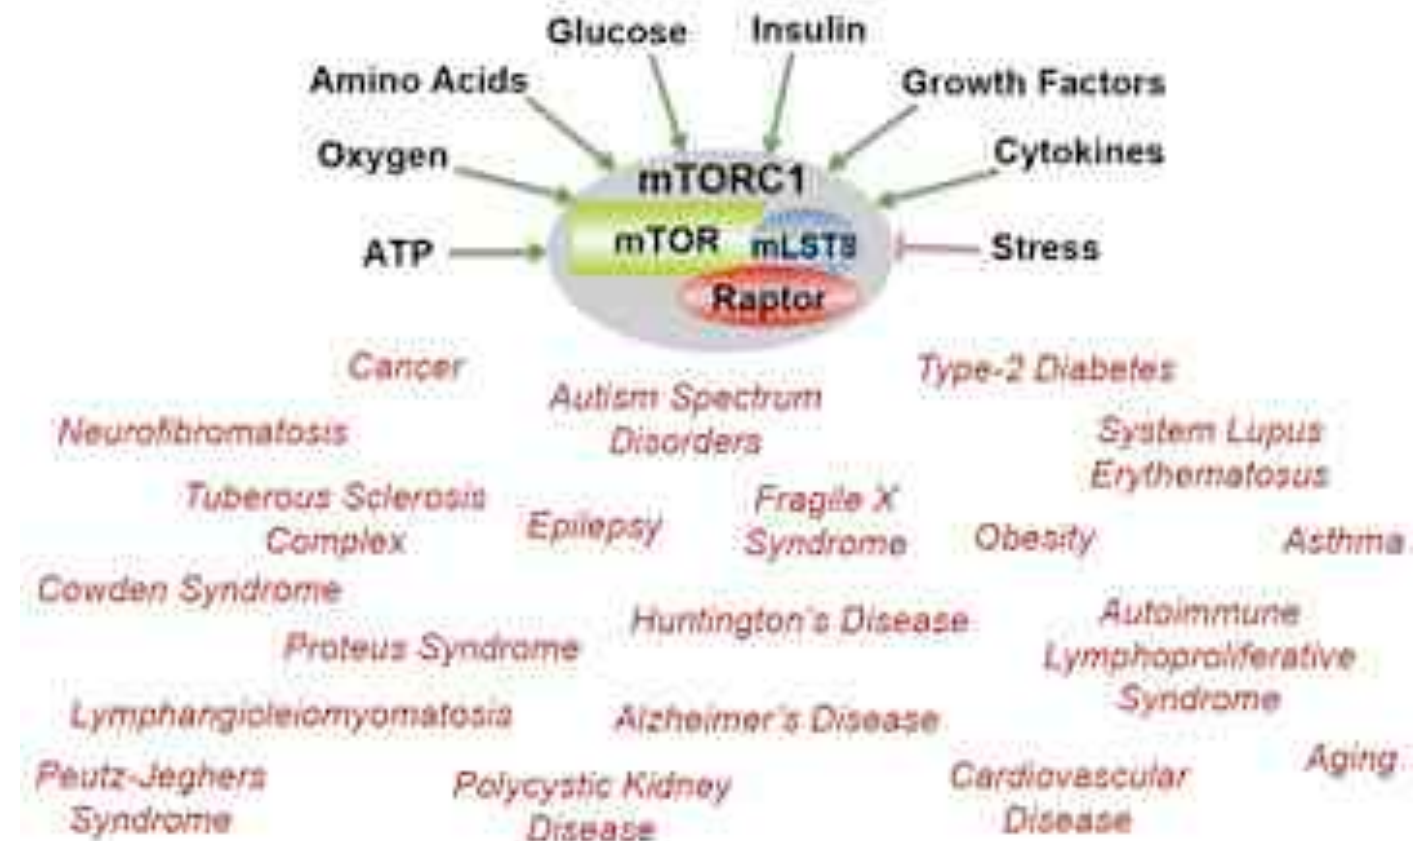 Glucose
Insulin
Amino Acids
Growth Factors
Oxygen
Cytokines
mTORC1
ATP
mTOR
mLST8
Stress
Raptor
Cancer
Type-2 Diabetes
Autism Spectrum
Disorders
Neurofibromatosis
System Lupus
Erythematosus
Tuberous Sclerosis
Complex
Epilepsy
Fragile X
Syndrome
Obesity
Asthma
Cowden Syndrome
Huntington's Disease
Autoimmune
Lymphoproliferative
Syndrome
Proteus Syndrome
Lymphangioleiomyomatosis
Alzheimer's Disease
Aging
Peutz-Jeghers
Syndrome
Polycystic Kidney
Disease
Cardiovascular
Disease